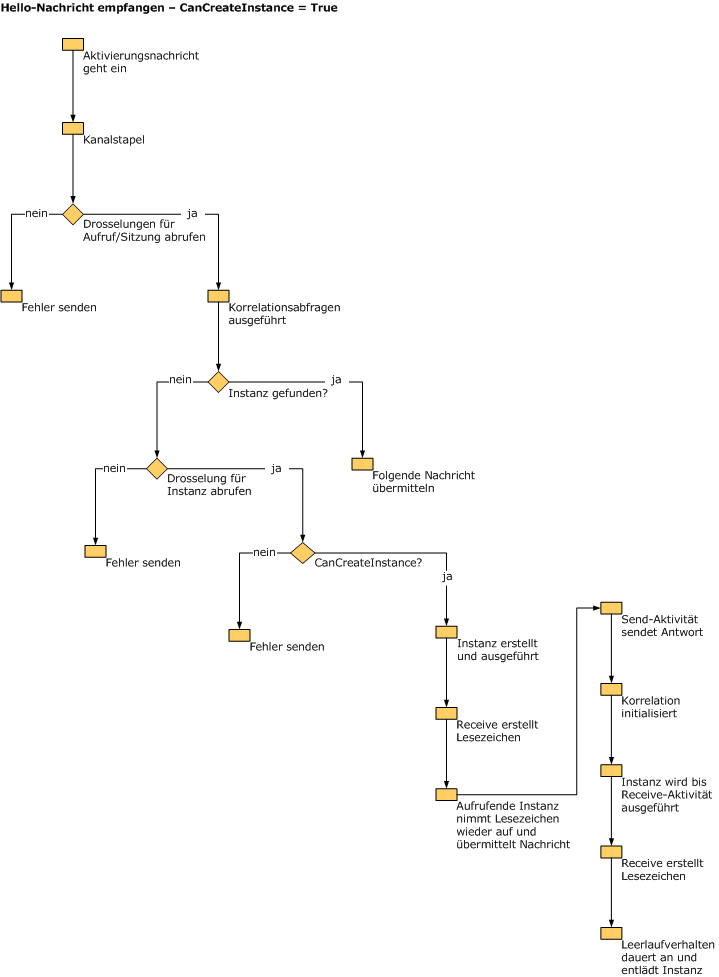 Hello-Nachricht empfangen – CanCreateInstance = True
Aktivierungsnachricht
geht ein
Kanalstapel
nein
ja
Drosselungen für
Aufruf/Sitzung abrufen
Fehler senden
Korrelationsabfragen
ausgeführt
nein
ja
Instanz gefunden?
nein
ja
Drosselung für
Instanz abrufen
Folgende Nachricht
übermitteln
Fehler senden
nein
CanCreateInstance?
ja
Fehler senden
Instanz erstellt
und ausgeführt
Receive erstellt
Lesezeichen
Aufrufende Instanz
nimmt Lesezeichen
wieder auf und
übermittelt Nachricht
Send-Aktivität
sendet Antwort
Korrelation
initialisiert
Instanz wird bis
Receive-Aktivität
ausgeführt
Receive erstellt
Lesezeichen
Leerlaufverhalten
dauert an und
entlädt Instanz